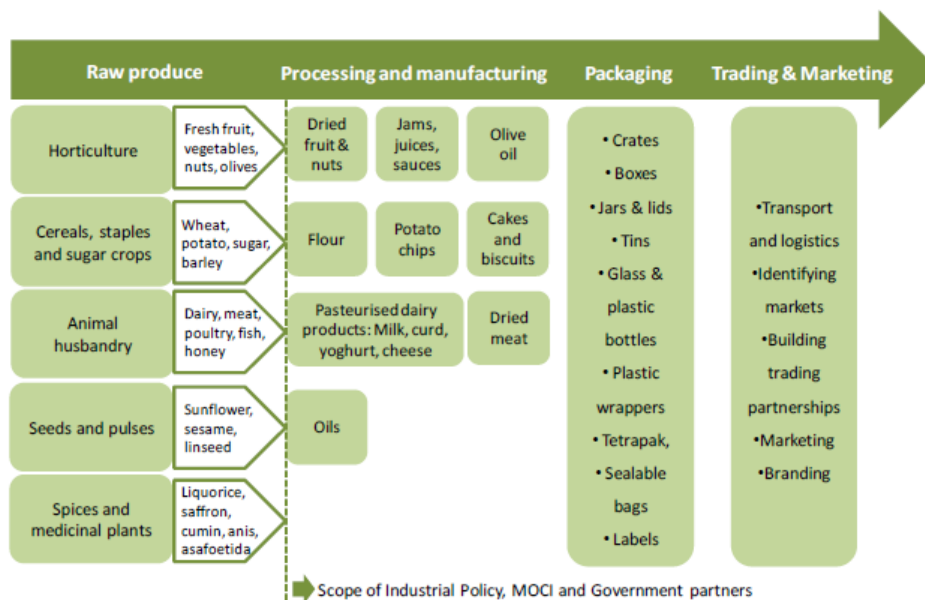 Raw produce
Processing and manufacturing
Packaging
Trading & Marketing
Horticulture
Fresh fruit,
vegetables,
nuts, olives
Dried
fruit &
nuts
Jams,
juices,
sauces
Olive
oil
Cereals, staples
and sugar crops
Wheat,
potato, sugar,
barley
Flour
Potato
chips
Cakes
and
biscuits
Animal
husbandry
Dairy, meat,
poultry, fish,
honey
Pasteurised dairy
products: Milk, curd,
yoghurt, cheese
Dried
meat
Seeds and pulses
Sunflower,
sesame,
linseed
Oils
Spices and
medicinal plants
Liquorice,
saffron,
cumin, anis,
asafoetida
• Crates
• Boxes
• Jars & lids
• Tins
• Glass &
plastic
bottles
• Plastic
wrappers
• Tetrapak,
• Sealable
bags
• Labels
•Transport
and logistics
•Identifying
markets
•Building
trading
partnerships
•Marketing
•Branding
Scope of Industrial Policy, MOCI and Government partners